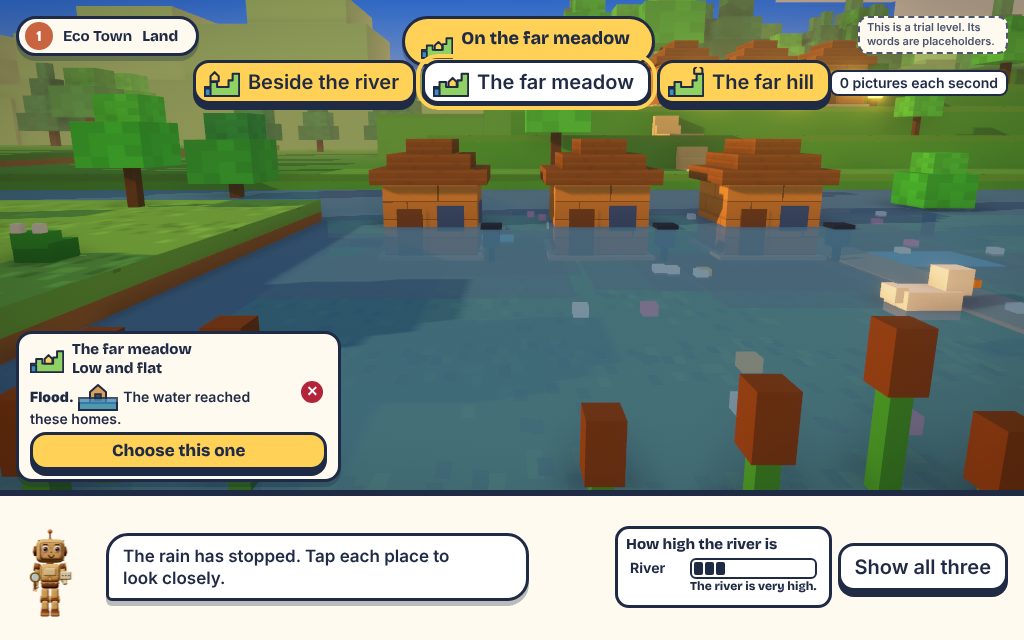 1 Eco Town Land
On the far meadow
This is a trial level. Its
words are placeholders.
Beside the river
The far meadow
The far hill
0 pictures each second
The far meadow
Low and flat
Flood. The water reached
these homes.
Choose this one
The rain has stopped. Tap each place to
look closely.
How high the river is
River
The river is very high.
Show all three